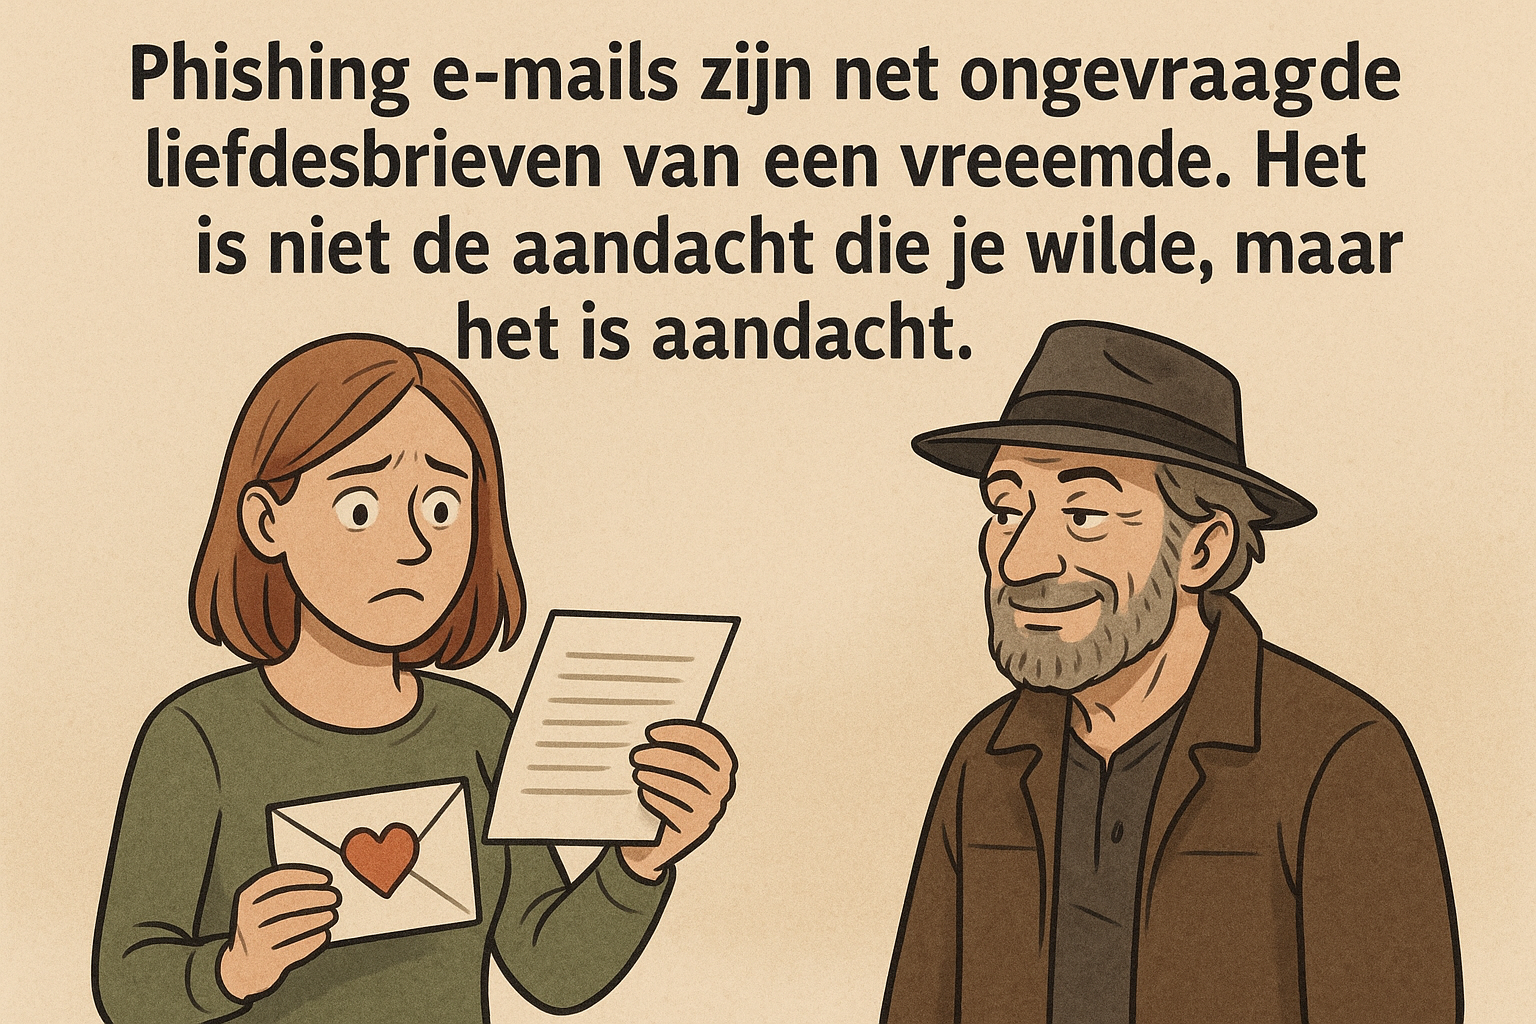 Phishing e-mails zijn net ongevraagde
liefdesbrieven van een vreeemde. Het
is niet de aandacht die je wilde, maar
het is aandacht.